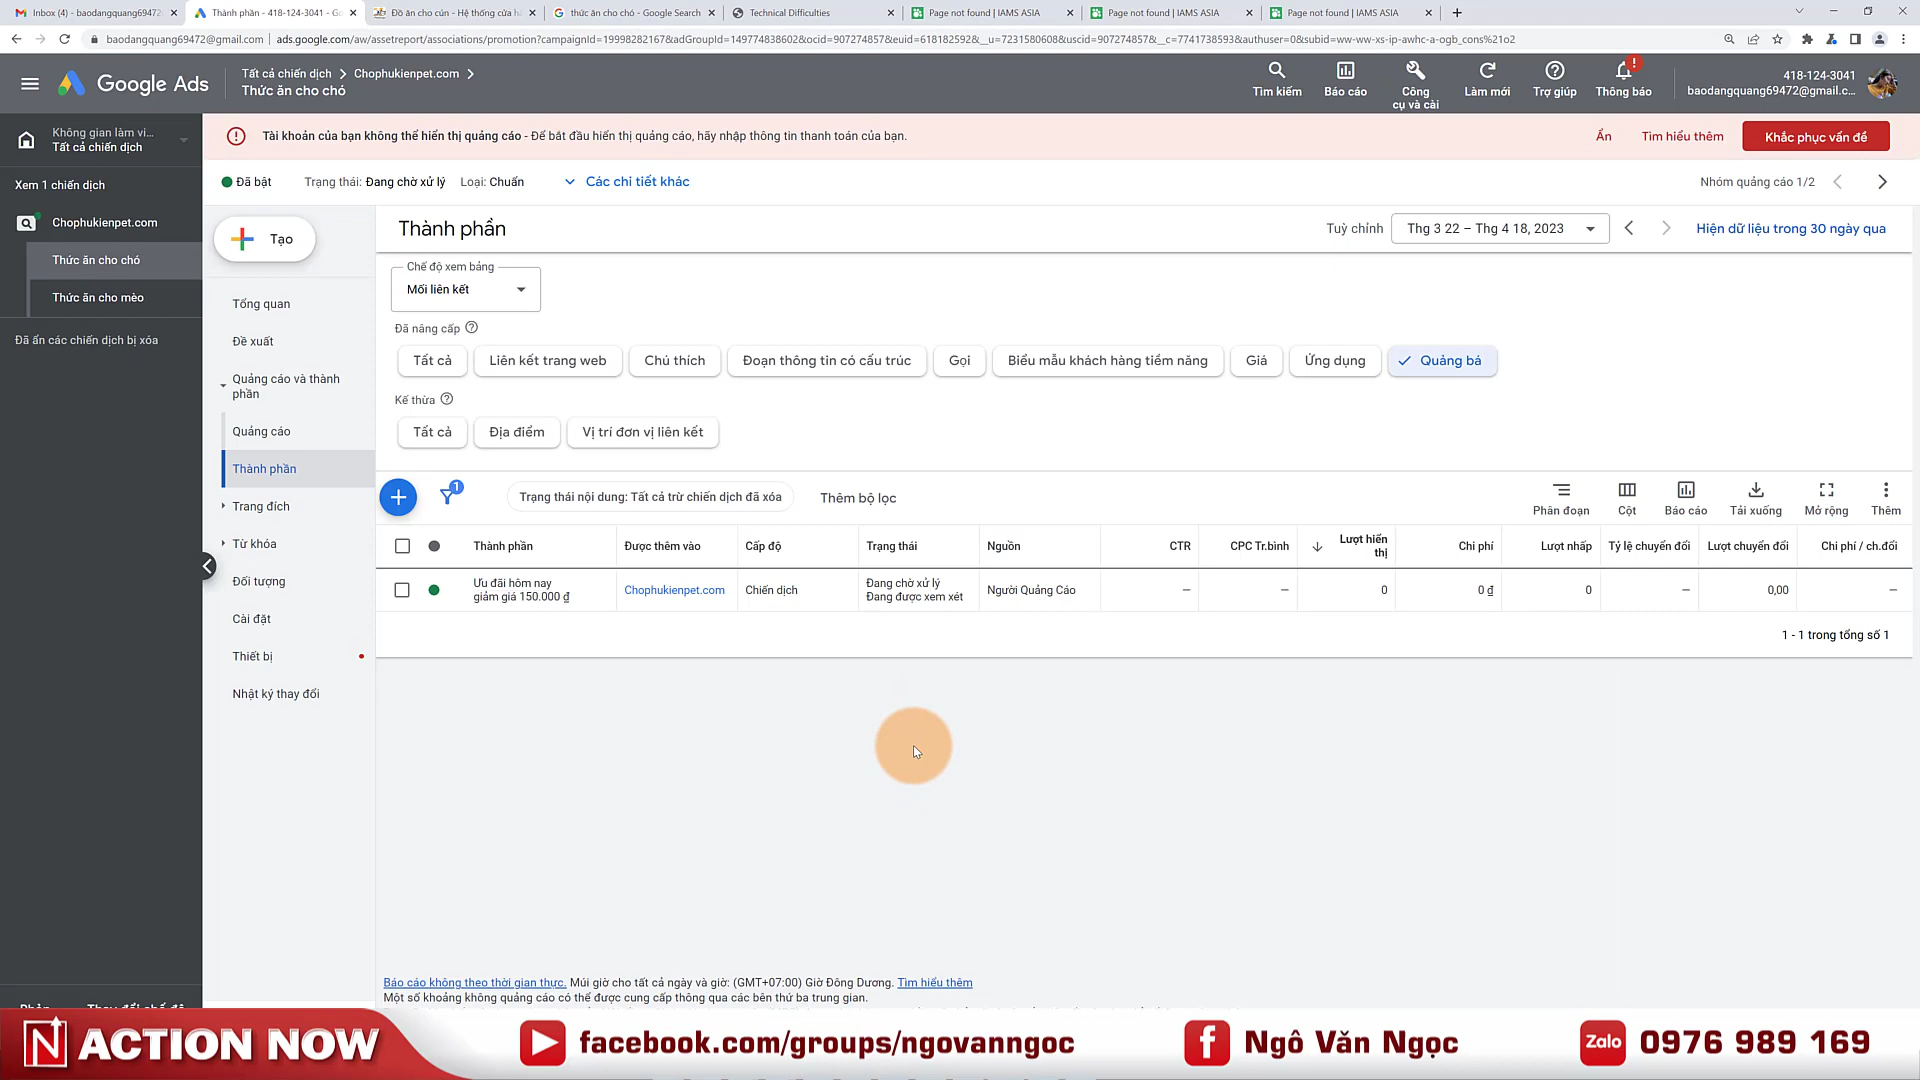 Inbox (4) - baodangquang69472
Thành phần - 418-124-3041 - Go
Đồ ăn cho cún - Hệ thống cửa hà
thức ăn cho chó - Google Search
Technical Difficulties
Page not found | IAMS ASIA
Page not found | IAMS ASIA
Page not found | IAMS ASIA
baodangquang69472@gmail.com
ads.google.com/aw/assetreport/associations/promotion?campaignId=19998282167&adGroupId=149774838602&ocid=907274857&euid=618182592&__u=7231580608&uscid=907274857&__c=7741738593&authuser=0&subid=ww-ww-xs-ip-awhc-a-ogb_cons%21o2
Google Ads
Tất cả chiến dịch
Chophukienpet.com
Thức ăn cho chó
Tìm kiếm
Báo cáo
Công
cụ và cài
Làm mới
Trợ giúp
Thông báo
418-124-3041
baodangquang69472@gmail.c...
Không gian làm vi...
Tất cả chiến dịch
Tài khoản của bạn không thể hiển thị quảng cáo - Để bắt đầu hiển thị quảng cáo, hãy nhập thông tin thanh toán của bạn.
Ẩn
Tìm hiểu thêm
Khắc phục vấn đề
Xem 1 chiến dịch
Chophukienpet.com
Thức ăn cho chó
Thức ăn cho mèo
Đã ẩn các chiến dịch bị xóa
Đã bật
Trạng thái: Đang chờ xử lý
Loại: Chuẩn
Các chi tiết khác
Nhóm quảng cáo 1/2
Tạo
Tổng quan
Đề xuất
Quảng cáo và thành
phần
Quảng cáo
Thành phần
Trang đích
Từ khóa
Đối tượng
Cài đặt
Thiết bị
Nhật ký thay đổi
Thành phần
Tuỳ chỉnh
Thg 3 22 – Thg 4 18, 2023
Hiện dữ liệu trong 30 ngày qua
Chế độ xem bảng
Mối liên kết
Đã nâng cấp
Tất cả
Liên kết trang web
Chú thích
Đoạn thông tin có cấu trúc
Gọi
Biểu mẫu khách hàng tiềm năng
Giá
Ứng dụng
Quảng bá
Kế thừa
Tất cả
Địa điểm
Vị trí đơn vị liên kết
1
Trạng thái nội dung: Tất cả trừ chiến dịch đã xóa
Thêm bộ lọc
Phân đoạn
Cột
Báo cáo
Tải xuống
Mở rộng
Thêm
Thành phần
Được thêm vào
Cấp độ
Trạng thái
Nguồn
CTR
CPC Tr.bình
Lượt hiển
thị
Chi phí
Lượt nhấp
Tỷ lệ chuyển đổi
Lượt chuyển đổi
Chi phí / ch.đổi
Ưu đãi hôm nay
giảm giá 150.000 ₫
Chophukienpet.com
Chiến dịch
Đang chờ xử lý
Đang được xem xét
Người Quảng Cáo
—
—
0
0 ₫
0
—
0,00
—
1 - 1 trong tổng số 1
Báo cáo không theo thời gian thực. Múi giờ cho tất cả ngày và giờ: (GMT+07:00) Giờ Đông Dương. Tìm hiểu thêm
Một số khoảng không quảng cáo có thể được cung cấp thông qua các bên thứ ba trung gian.
N ACTION NOW
facebook.com/groups/ngovanngoc
Ngô Văn Ngọc
Zalo
0976 989 169